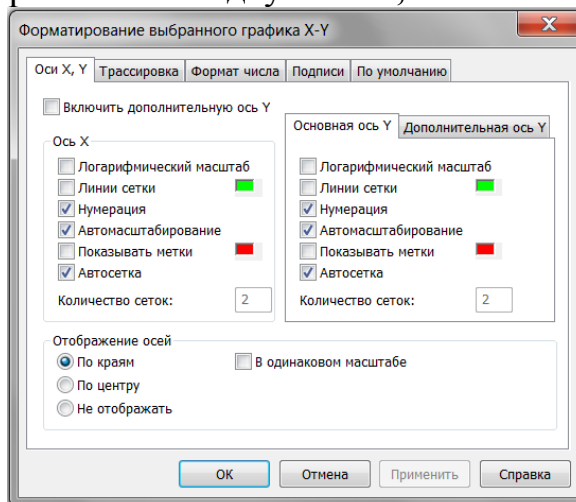 Форматирование выбранного графика X-Y
X
Оси X, Y Трассировка Формат числа Подписи По умолчанию
Включить дополнительную ось Y
Ось X
Логарифмический масштаб
Линии сетки
Нумерация
Автомасштабирование
Показывать метки
Автосетка
Количество сеток: 2
Основная ось Y Дополнительная ось Y
Логарифмический масштаб
Линии сетки
Нумерация
Автомасштабирование
Показывать метки
Автосетка
Количество сеток: 2
Отображение осей
По краям
В одинаковом масштабе
По центру
Не отображать
ОК Отмена Применить Справка